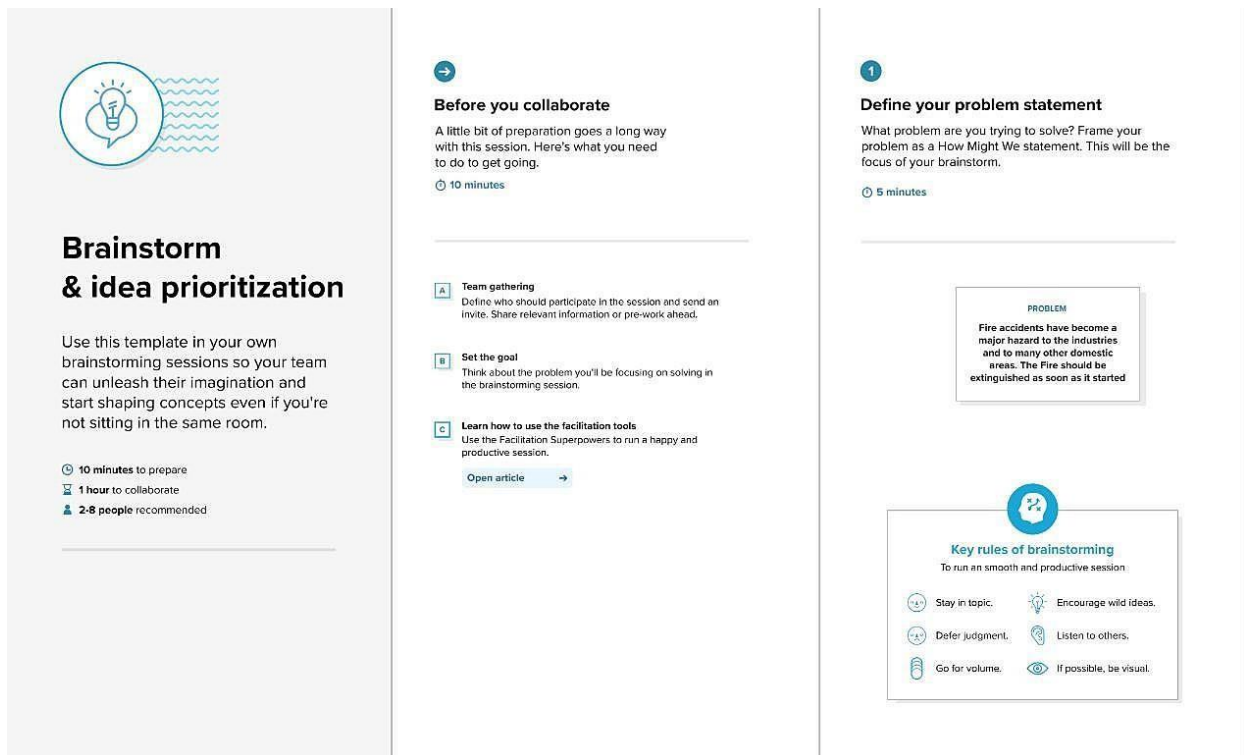 Brainstorm
& idea prioritization
Use this template in your own
brainstorming sessions so your team
can unleash their imagination and
start shaping concepts even if you're
not sitting in the same room.
10 minutes to prepare
1 hour to collaborate
2-8 people recommended
Before you collaborate
A little bit of preparation goes a long way
with this session. Here's what you need
to do to get going.
10 minutes
A
Team gathering
Define who should participate in the session and send an
invite. Share relevant information or pre-work ahead.
B
Set the goal
Think about the problem you'll be focusing on solving in
the brainstorming session.
C
Learn how to use the facilitation tools
Use the Facilitation Superpowers to run a happy and
productive session.
Open article
1
Define your problem statement
What problem are you trying to solve? Frame your
problem as a How Might We statement. This will be the
focus of your brainstorm.
5 minutes
PROBLEM
Fire accidents have become a
major hazard to the industries
and to many other domestic
areas. The Fire should be
extinguished as soon as it started
Key rules of brainstorming
To run an smooth and productive session
Stay in topic.
Encourage wild ideas.
Defer judgment.
Listen to others.
Go for volume.
If possible, be visual.